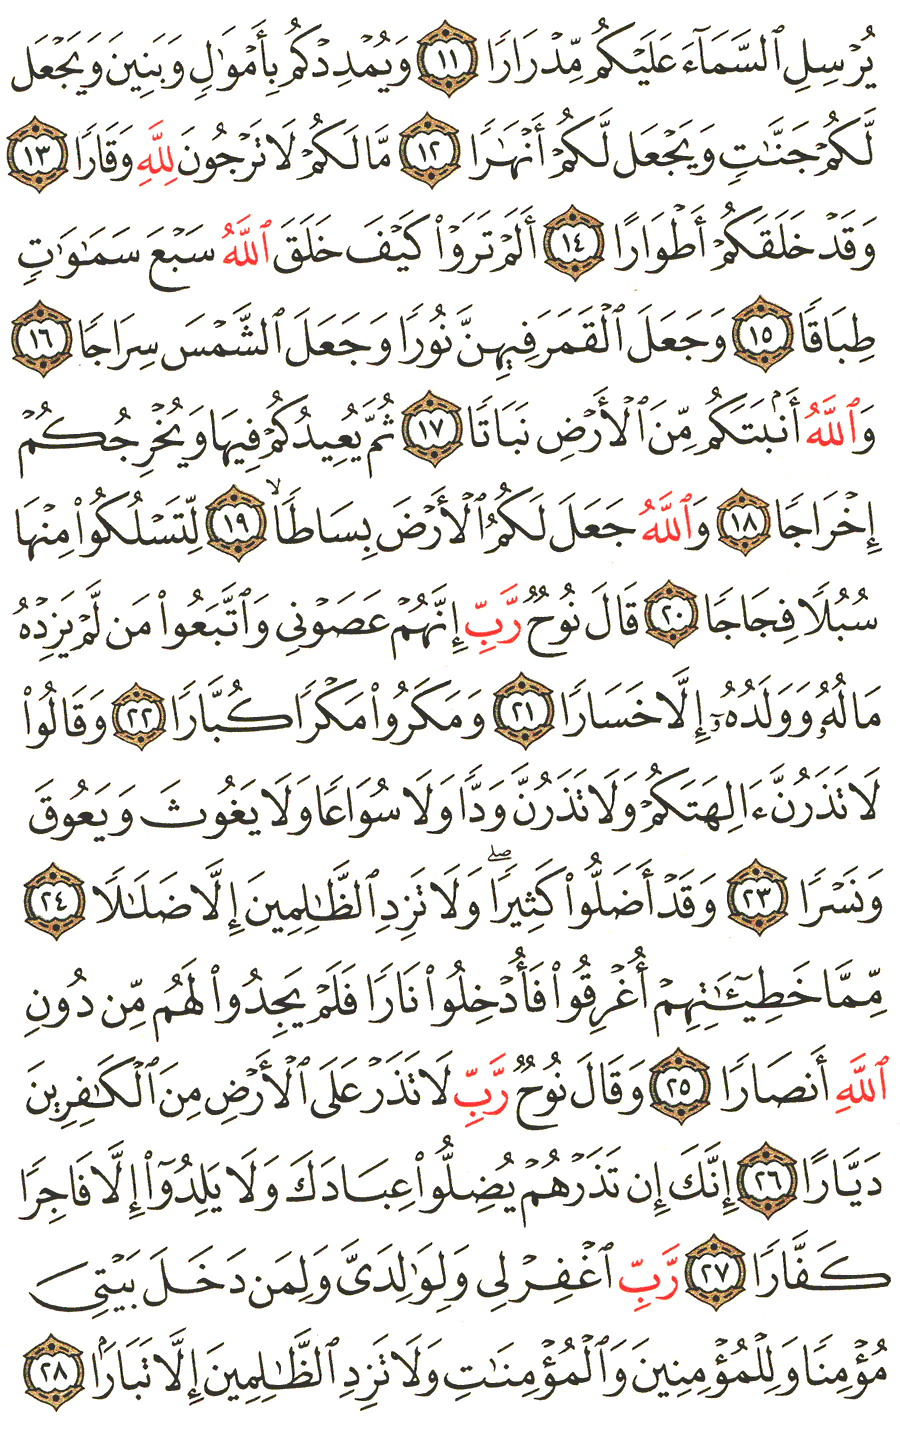 يُرْسِلِ ٱلسَّمَآءَ عَلَيْكُم مِّدْرَارًا ١١ وَيُمْدِدْكُم بِأَمْوَٰلٍ وَبَنِينَ وَيَجْعَل
لَّكُمْ جَنَّٰتٍ وَيَجْعَل لَّكُمْ أَنْهَٰرًا ١٢ مَّا لَكُمْ لَا تَرْجُونَ لِلَّهِ وَقَارًا ١٣
وَقَدْ خَلَقَكُمْ أَطْوَارًا ١٤ أَلَمْ تَرَوْا۟ كَيْفَ خَلَقَ ٱللَّهُ سَبْعَ سَمَٰوَٰتٍ
طِبَاقًا ١٥ وَجَعَلَ ٱلْقَمَرَ فِيهِنَّ نُورًا وَجَعَلَ ٱلشَّمْسَ سِرَاجًا ١٦
وَٱللَّهُ أَنۢبَتَكُم مِّنَ ٱلْأَرْضِ نَبَاتًا ١٧ ثُمَّ يُعِيدُكُمْ فِيهَا وَيُخْرِجُكُمْ
إِخْرَاجًا ١٨ وَٱللَّهُ جَعَلَ لَكُمُ ٱلْأَرْضَ بِسَاطًا ۙ ١٩ لِّتَسْلُكُوا۟ مِنْهَا
سُبُلًا فِجَاجًا ٢٠ قَالَ نُوحٌ رَّبِّ إِنَّهُمْ عَصَوْنِى وَٱتَّبَعُوا۟ مَن لَّمْ يَزِدْهُ
مَالُهُۥ وَوَلَدُهُۥٓ إِلَّا خَسَارًا ٢١ وَمَكَرُوا۟ مَكْرًا كُبَّارًا ٢٢ وَقَالُوا۟
لَا تَذَرُنَّ ءَالِهَتَكُمْ وَلَا تَذَرُنَّ وَدًّا وَلَا سُوَاعًا وَلَا يَغُوثَ وَيَعُوقَ
وَنَسْرًا ٢٣ وَقَدْ أَضَلُّوا۟ كَثِيرًا ۖ وَلَا تَزِدِ ٱلظَّٰلِمِينَ إِلَّا ضَلَٰلًا ٢٤
مِّمَّا خَطِيٓـَٰٔتِهِمْ أُغْرِقُوا۟ فَأُدْخِلُوا۟ نَارًا فَلَمْ يَجِدُوا۟ لَهُم مِّن دُونِ
ٱللَّهِ أَنصَارًا ٢٥ وَقَالَ نُوحٌ رَّبِّ لَا تَذَرْ عَلَى ٱلْأَرْضِ مِنَ ٱلْكَٰفِرِينَ
دَيَّارًا ٢٦ إِنَّكَ إِن تَذَرْهُمْ يُضِلُّوا۟ عِبَادَكَ وَلَا يَلِدُوٓا۟ إِلَّا فَاجِرًا
كَفَّارًا ٢٧ رَّبِّ ٱغْفِرْ لِى وَلِوَٰلِدَىَّ وَلِمَن دَخَلَ بَيْتِىَ
مُؤْمِنًا وَلِلْمُؤْمِنِينَ وَٱلْمُؤْمِنَٰتِ وَلَا تَزِدِ ٱلظَّٰلِمِينَ إِلَّا تَبَارًۢا ٢٨